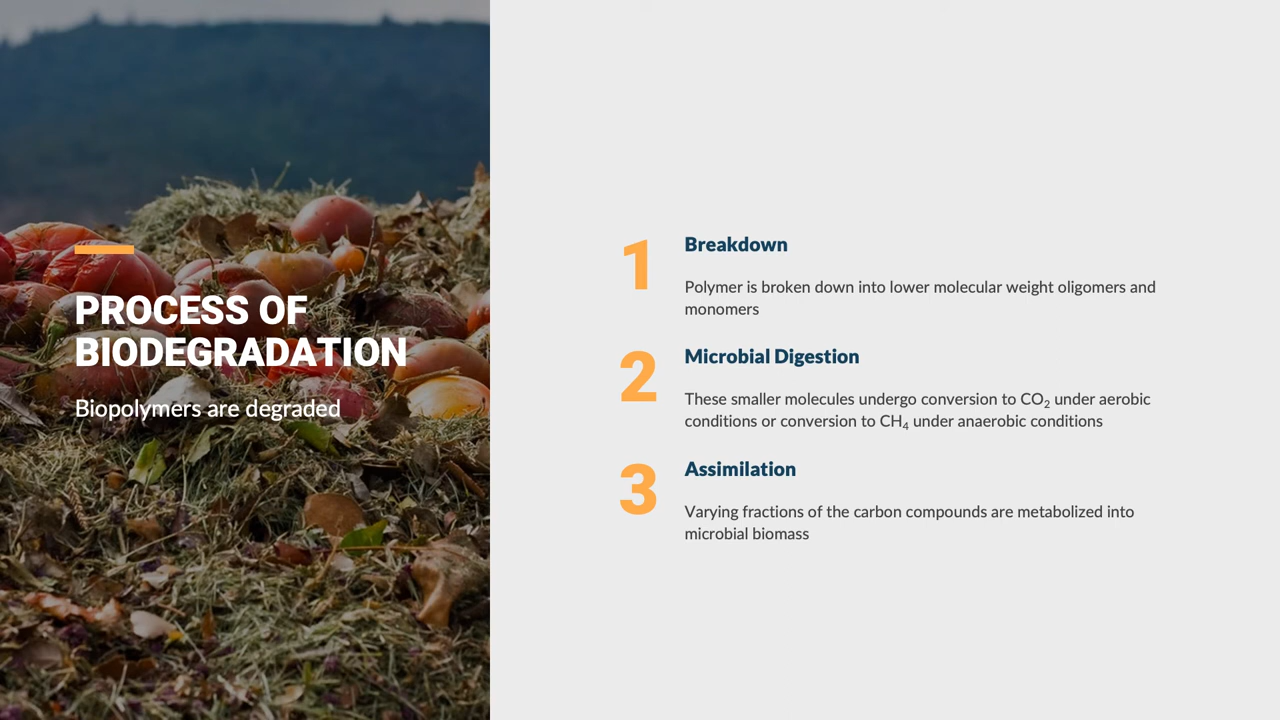 PROCESS OF
BIODEGRADATION
Biopolymers are degraded
1
Breakdown
Polymer is broken down into lower molecular weight oligomers and
monomers
2
Microbial Digestion
These smaller molecules undergo conversion to CO₂ under aerobic
conditions or conversion to CH₄ under anaerobic conditions
3
Assimilation
Varying fractions of the carbon compounds are metabolized into
microbial biomass